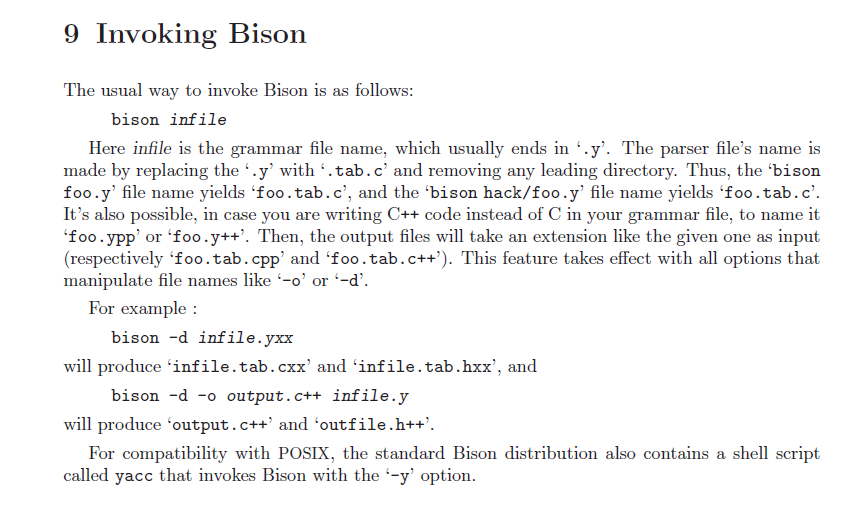 9 Invoking Bison
The usual way to invoke Bison is as follows:
bison infile
Here infile is the grammar file name, which usually ends in ‘.y’. The parser file’s name is
made by replacing the ‘.y’ with ‘.tab.c’ and removing any leading directory. Thus, the ‘bison
foo.y’ file name yields ‘foo.tab.c’, and the ‘bison hack/foo.y’ file name yields ‘foo.tab.c’.
It’s also possible, in case you are writing C++ code instead of C in your grammar file, to name it
‘foo.ypp’ or ‘foo.y++’. Then, the output files will take an extension like the given one as input
(respectively ‘foo.tab.cpp’ and ‘foo.tab.c++’). This feature takes effect with all options that
manipulate file names like ‘-o’ or ‘-d’.
For example :
bison -d infile.yxx
will produce ‘infile.tab.cxx’ and ‘infile.tab.hxx’, and
bison -d -o output.c++ infile.y
will produce ‘output.c++’ and ‘outfile.h++’.
For compatibility with POSIX, the standard Bison distribution also contains a shell script
called yacc that invokes Bison with the ‘-y’ option.